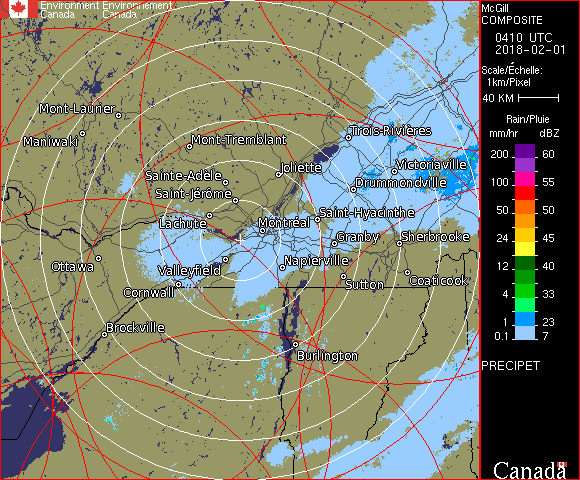 Environment Environnement
Canada Canada
Mont-Laurier
Maniwaki
Mont-Tremblant
Trois-Rivières
Joliette
Victoriaville
Sainte-Adèle
Drummondville
Saint-Jérôme
Saint-Hyacinthe
Lachute
Montréal
Granby
Sherbrooke
Ottawa
Valleyfield
Napierville
Cornwall
Sutton
Coaticook
Brockville
Burlington
McGill
COMPOSITE
0410 UTC
2018-02-01
Scale/Échelle:
1km/Pixel
40 KM
Rain/Pluie
mm/hr dBZ
200 60
100 55
50 50
24 45
12 40
4 33
1 23
0.1 7
PRECIPET
Canada